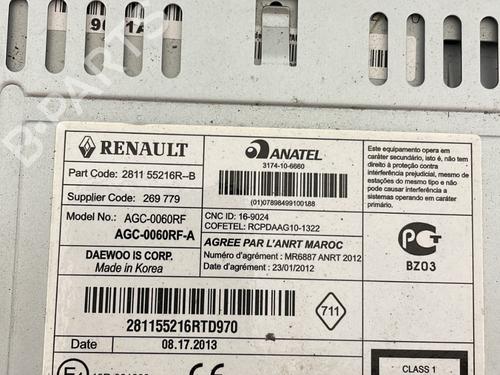 RENAULT
Part Code: 2811 55216R--B
Supplier Code: 269 779
Model No.: AGC-0060RF
AGC-0060RF-A
DAEWOO IS CORP.
Made in Korea
ANATEL
3174-10-6660
(01)07898499100188
CNC ID: 16-9024
COFETEL: RCPDAAG10-1322
AGREE PAR L'ANRT MAROC
Numéro d'agrément : MR6887 ANRT 2012
Date d'agrément : 23/01/2012
Este equipamento opera em
caráter secundário, isto é, não
tem direito a proteção contra
interferência prejudicial, mesmo de
estações do mesmo tipo, e não
pode causar interferência a
sistemas operando em caráter
primário.
PG
BZ03
281155216RTD970
711
Date 08.17.2013
CLASS 1
E4
B-PARTS